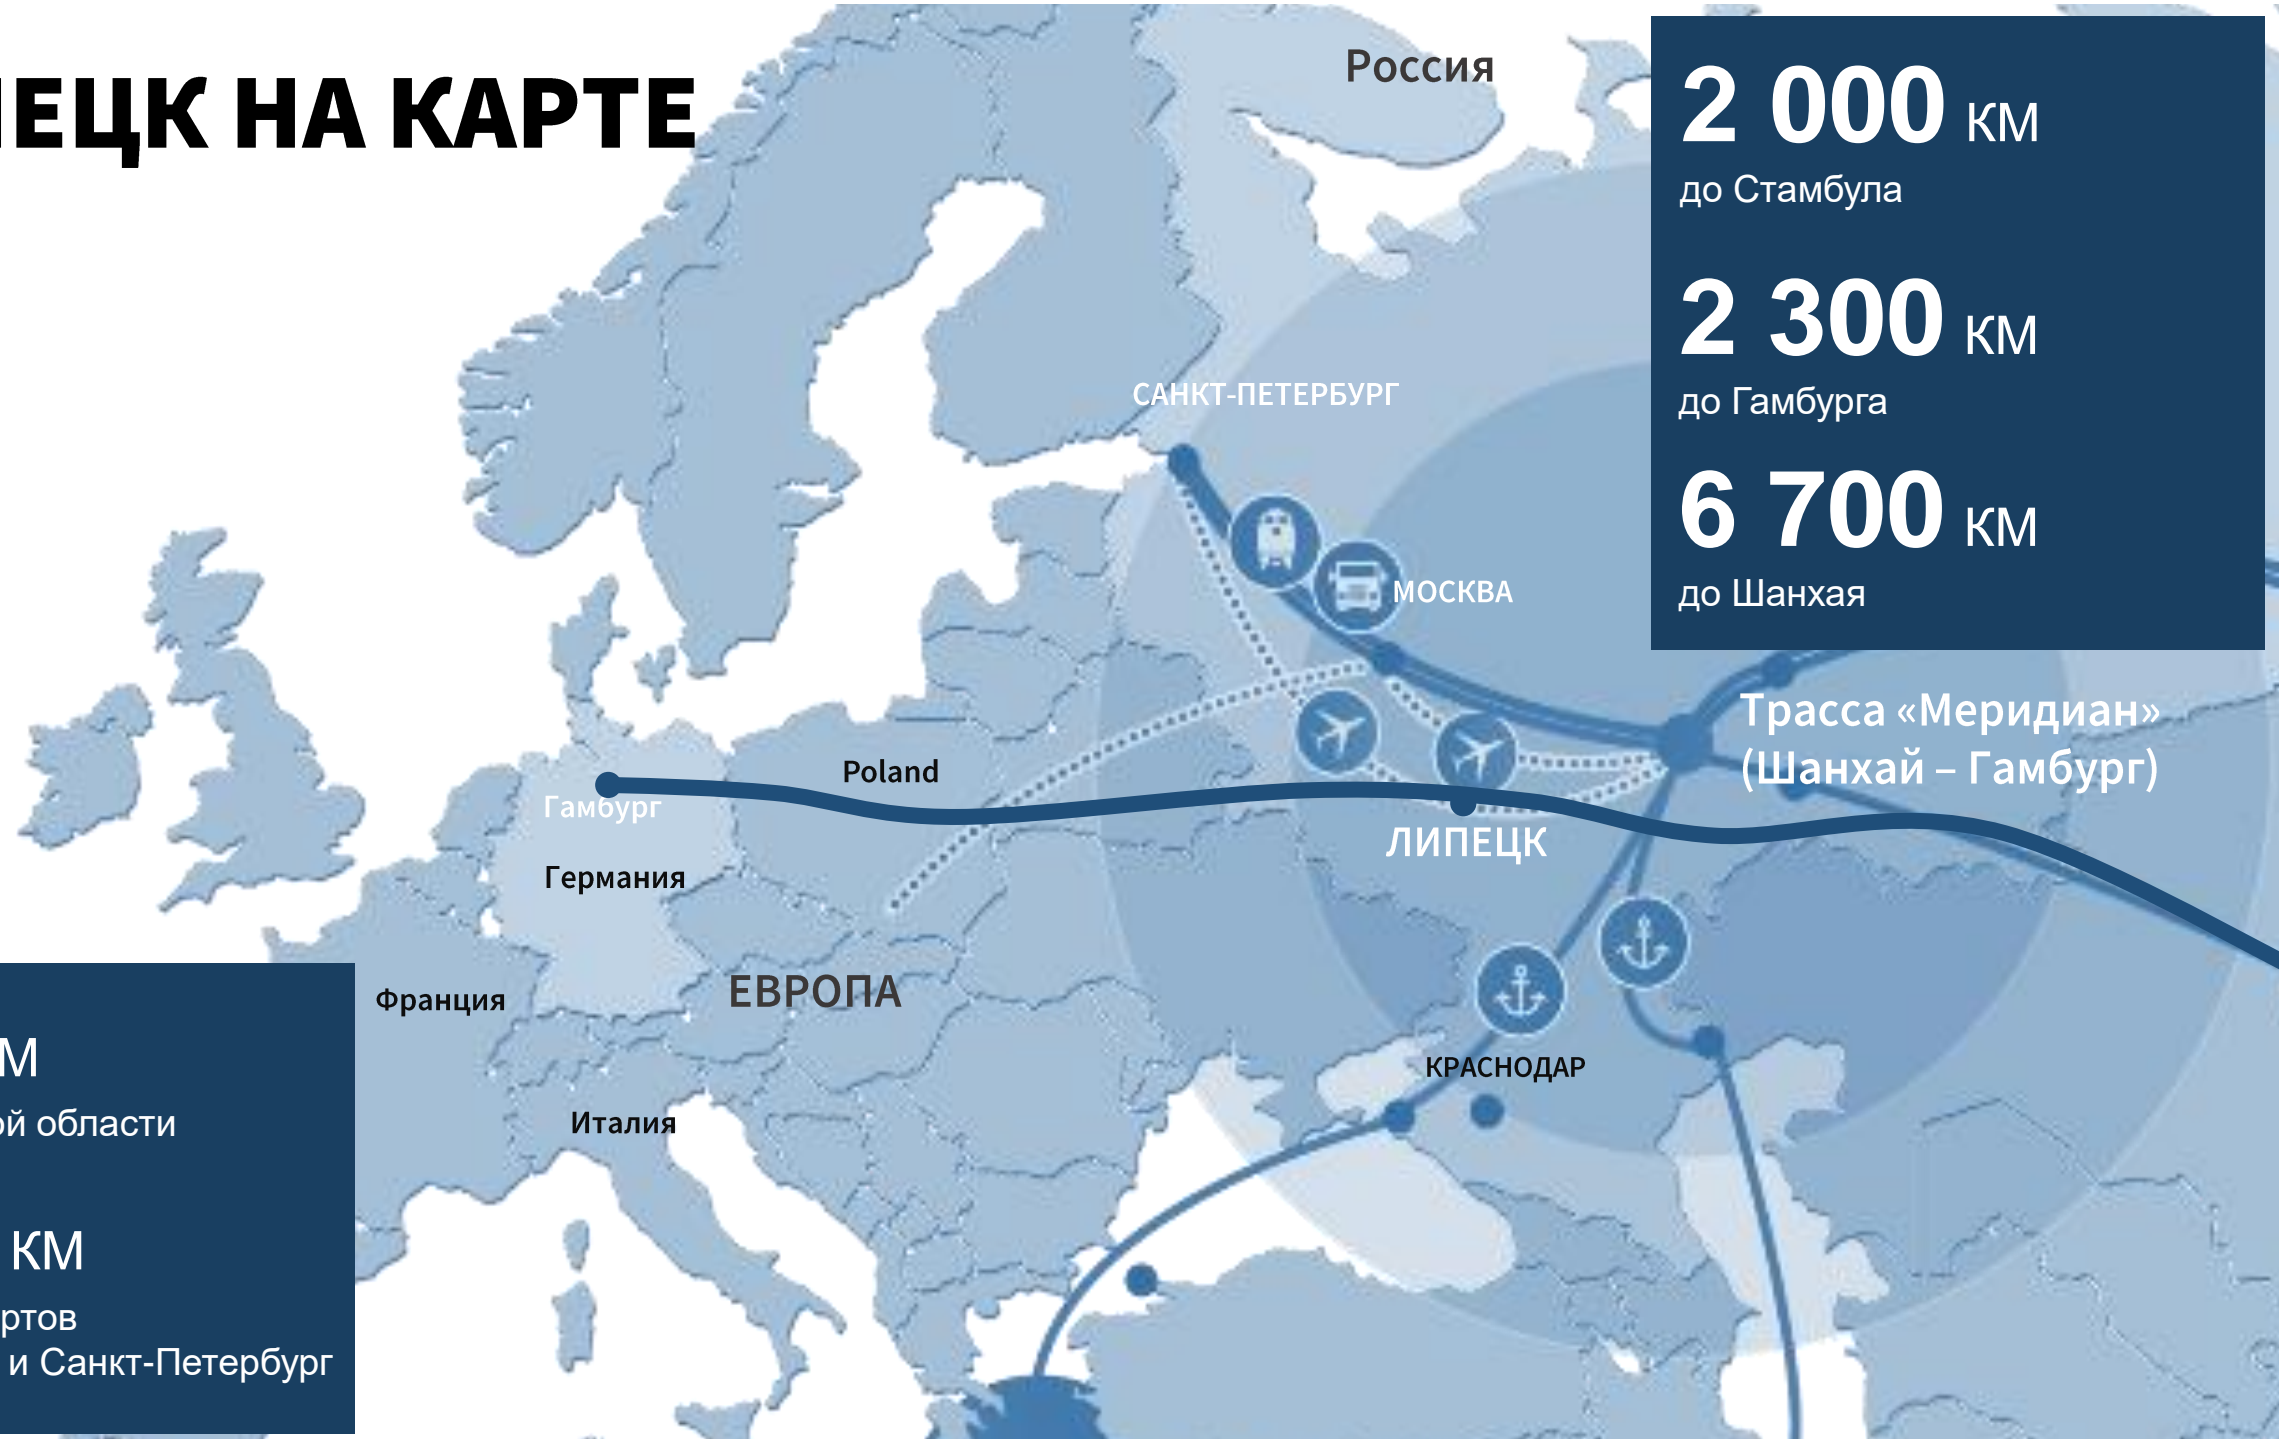 ПЕЦК НА КАРТЕ
Россия
2 000 КМ
до Стамбула
2 300 КМ
до Гамбурга
6 700 КМ
до Шанхая
САНКТ-ПЕТЕРБУРГ
МОСКВА
Трасса «Меридиан»
(Шанхай – Гамбург)
Poland
Гамбург
ЛИПЕЦК
Германия
ЕВРОПА
Франция
КРАСНОДАР
Италия
М
ой области
КМ
ртов
и Санкт-Петербург